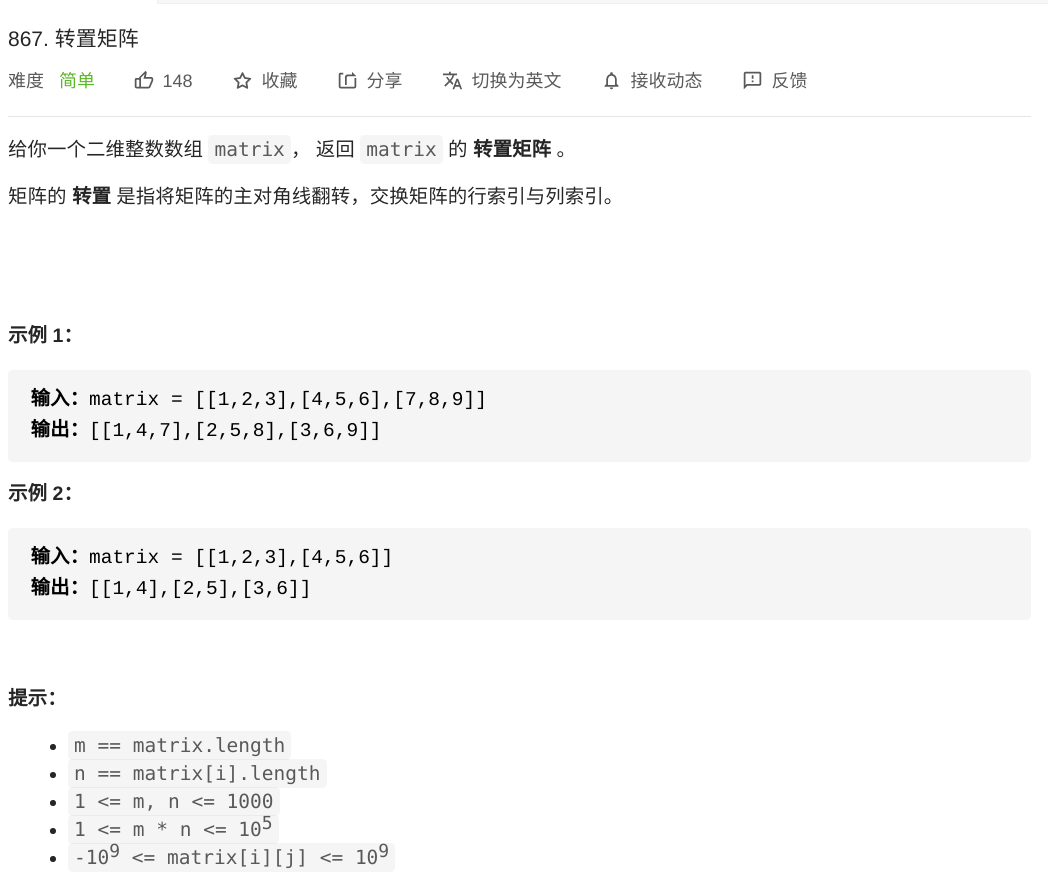 867. 转置矩阵
难度 简单 148 收藏 分享 切换为英文 接收动态 反馈
给你一个二维整数数组 matrix， 返回 matrix 的 转置矩阵 。
矩阵的 转置 是指将矩阵的主对角线翻转，交换矩阵的行索引与列索引。
示例 1：
输入：matrix = [[1,2,3],[4,5,6],[7,8,9]]
输出：[[1,4,7],[2,5,8],[3,6,9]]
示例 2：
输入：matrix = [[1,2,3],[4,5,6]]
输出：[[1,4],[2,5],[3,6]]
提示：
• m == matrix.length
• n == matrix[i].length
• 1 <= m, n <= 1000
• 1 <= m * n <= 10⁵
• -10⁹ <= matrix[i][j] <= 10⁹